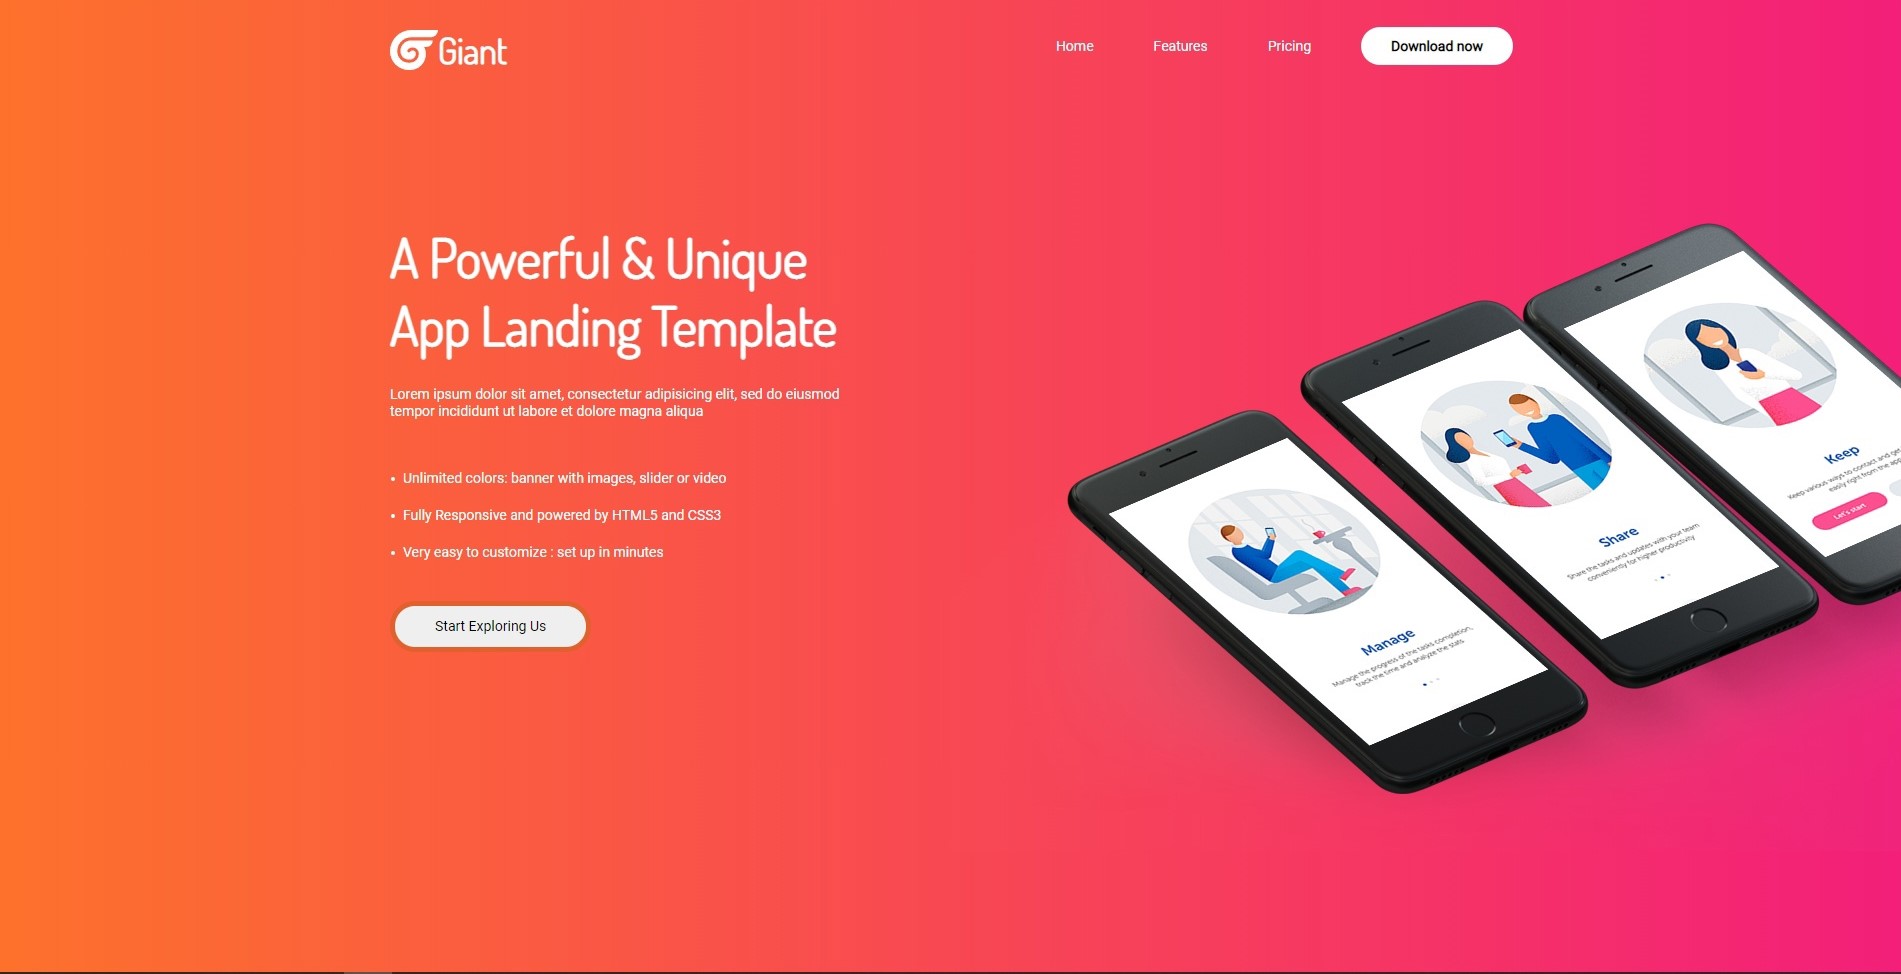 Giant
Home
Features
Pricing
Download now
A Powerful & Unique
App Landing Template
Lorem ipsum dolor sit amet, consectetur adipisicing elit, sed do eiusmod
tempor incididunt ut labore et dolore magna aliqua
Unlimited colors: banner with images, slider or video
Fully Responsive and powered by HTML5 and CSS3
Very easy to customize : set up in minutes
Start Exploring Us
Manage
Manage the progress of the tasks completion,
track the time and analyze the stats
Share
Share the tasks and updates with your team
conveniently for higher productivity
Keep
Keep various ways to contact and get
easily right from the app
Let's start